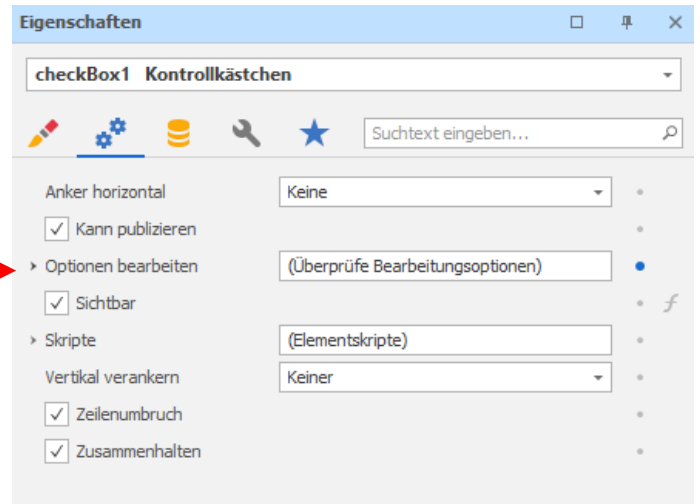 Eigenschaften
checkBox1 Kontrollkästchen
Suchtext eingeben...
Anker horizontal Keine
Kann publizieren
Optionen bearbeiten (Überprüfe Bearbeitungsoptionen)
Sichtbar f
Skripte (Elementskripte)
Vertikal verankern Keiner
Zeilenumbruch
Zusammenhalten